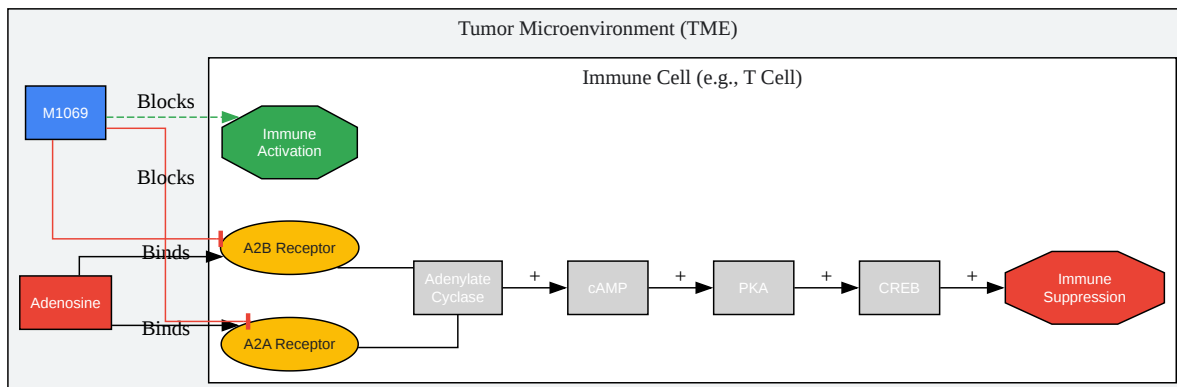 Tumor Microenvironment (TME)
Immune Cell (e.g., T Cell)
M1069
Blocks
Immune
Activation
Blocks
A2B Receptor
Binds
Adenosine
Adenylate
Cyclase
+
cAMP
+
PKA
+
CREB
+
Immune
Suppression
Binds
A2A Receptor